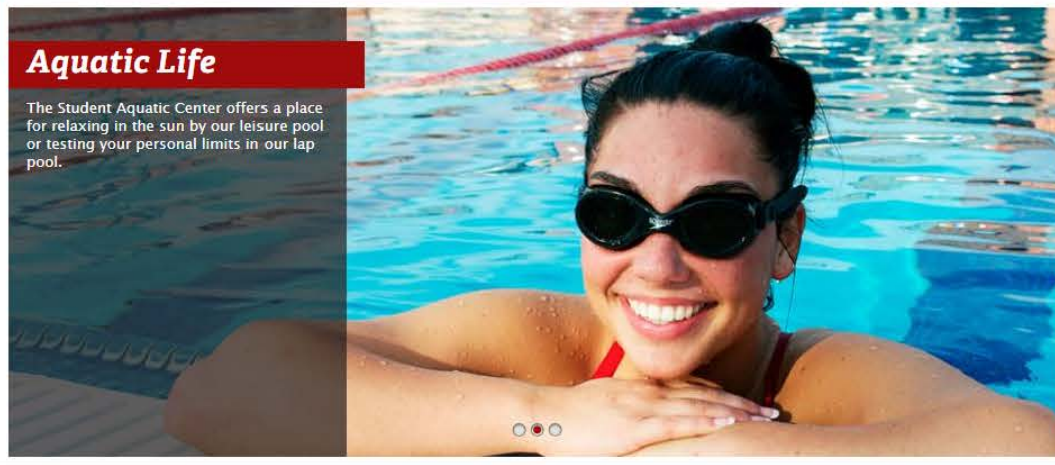 Aquatic Life
The Student Aquatic Center offers a place
for relaxing in the sun by our leisure pool
or testing your personal limits in our lap
pool.
speedo